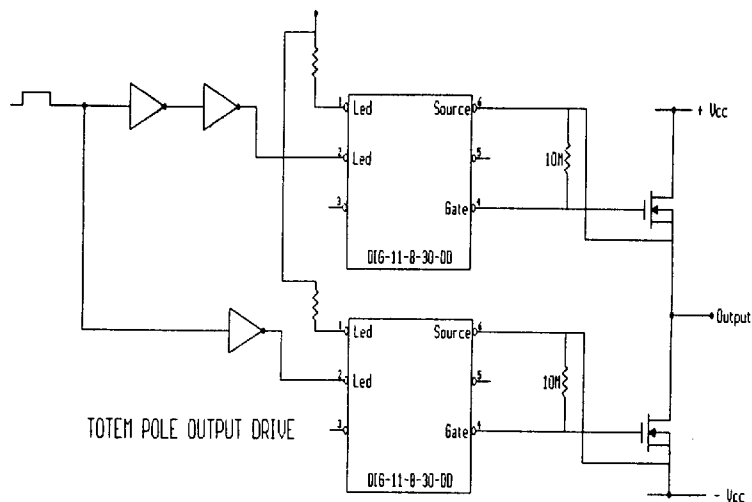 1
Led
Source
6
+ Vcc
2
Led
5
10M
3
Gate
4
DIG-11-8-30-DD
1
Led
Source
6
Output
2
Led
5
10M
TOTEM POLE OUTPUT DRIVE
3
Gate
4
DIG-11-8-30-DD
- Vcc